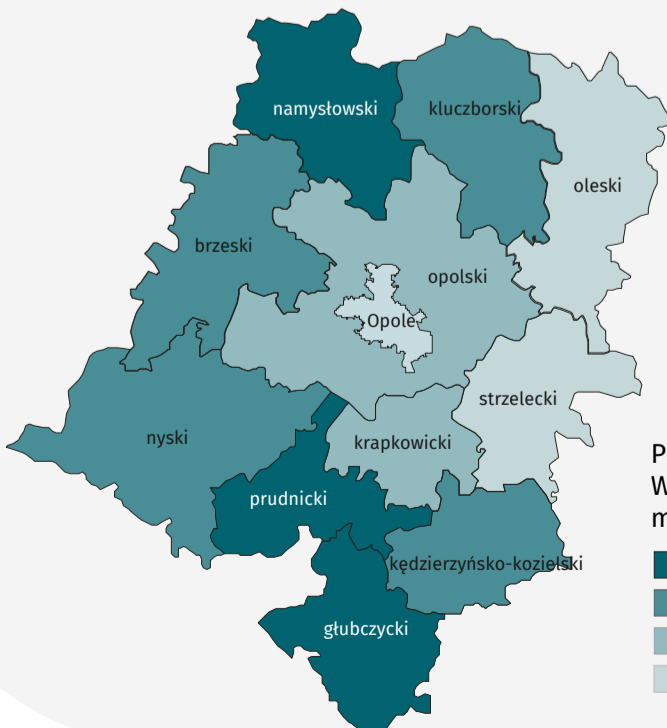 namysłowski
kluczborski
oleski
brzeski
opolski
Opole
strzelecki
nyski
krapkowicki
prudnicki
kędzierzyńsko-kozielski
głubczycki
P
W
m